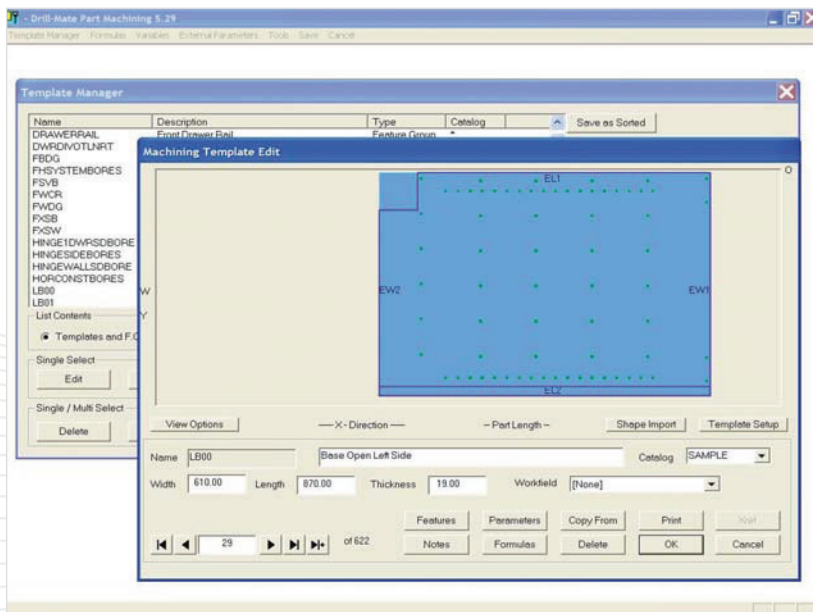 - Drill-Mate Part Machining 5.29
Template Manager Formulas Variables External Parameters Tools Save Cancel
Template Manager
Name Description Type Catalog
Save as Sorted
DRAWERRAIL Front Drawer Rail Feature Group *
DWRDIVOTLNRT
FBDG
FHSYSTEMBORES
FSVB
FWCR
FWDG
FXSB
FXSW
HINGE1DWRSDBORE
HINGESIDEBORES
HINGEWALLSDBORE
HORCONSTBORES
LB00
LB01
List Contents
Templates and F.G
Single Select
Edit
Single / Multi Select
Delete
Machining Template Edit
O
EL1
W
EW2 EW1
Y
EL2
View Options -----X - Direction ----- -- Part Length -- Shape Import Template Setup
Name LB00 Base Open Left Side Catalog SAMPLE
Width 610.00 Length 870.00 Thickness 19.00 Workfield [None]
Features Parameters Copy From Print Xref
29 of 622
Notes Formulas Delete OK Cancel